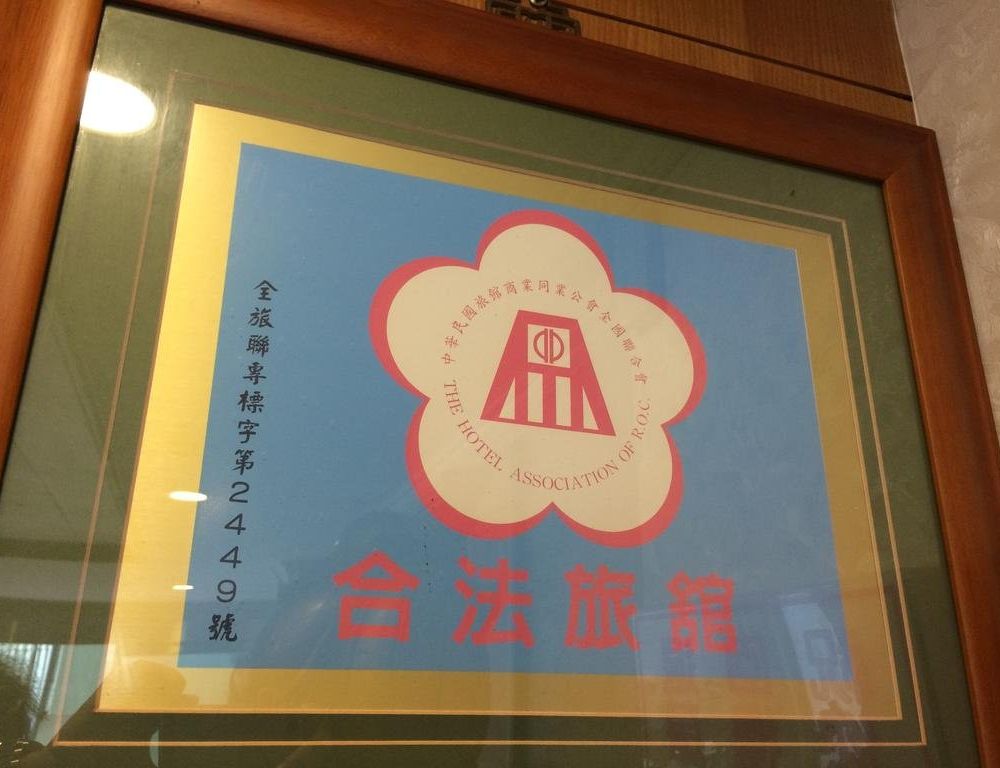 全旅聯專標字第2449號
中華民國旅館商業同業公會全國聯合會
THE HOTEL ASSOCIATION OF R.O.C.
合法旅館